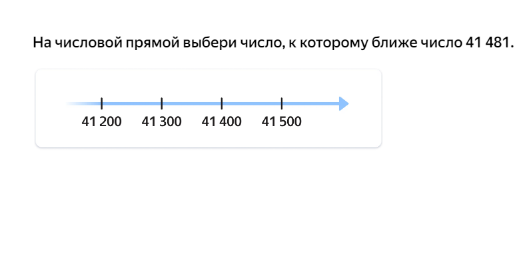 На числовой прямой выбери число, к которому ближе число 41 481.
41 200 41 300 41 400 41 500